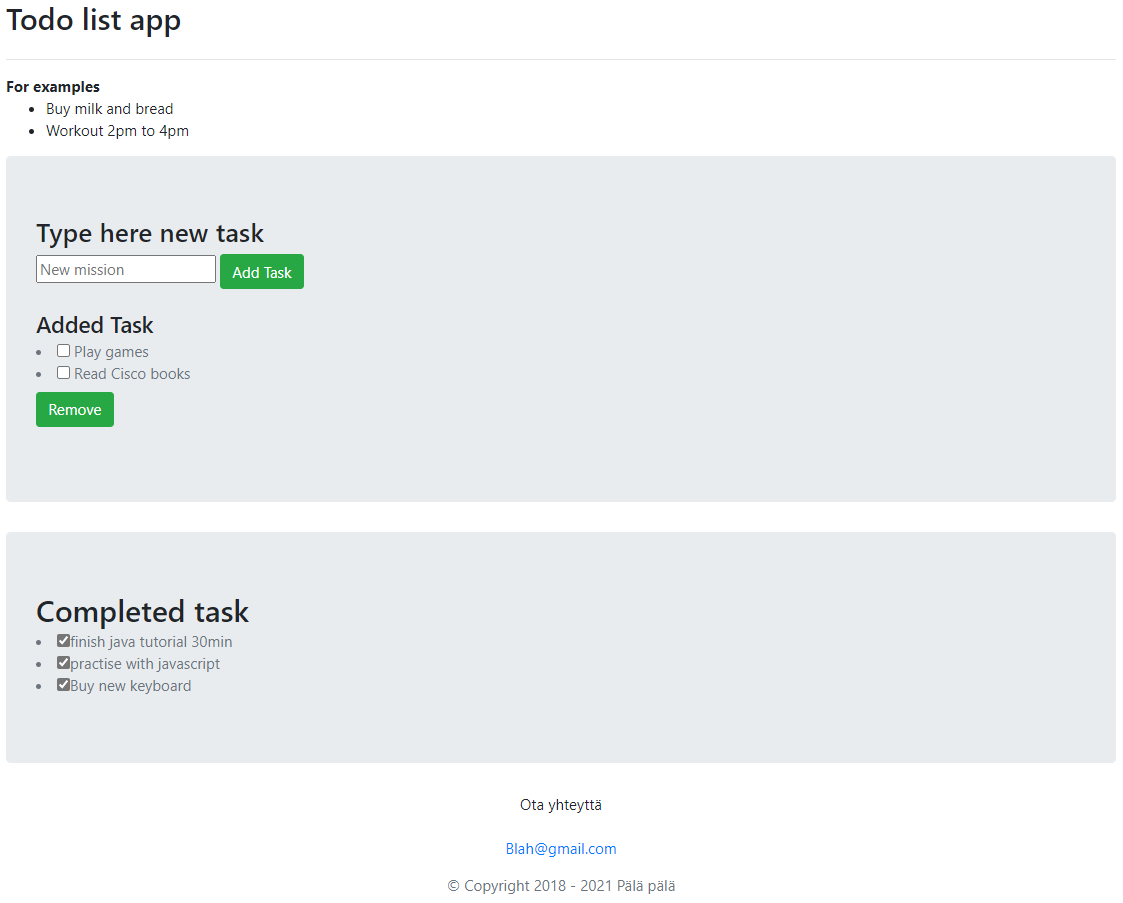 Todo list app
For examples
Buy milk and bread
Workout 2pm to 4pm
Type here new task
New mission Add Task
Added Task
Play games
Read Cisco books
Remove
Completed task
finish java tutorial 30min
practise with javascript
Buy new keyboard
Ota yhteyttä
Blah@gmail.com
© Copyright 2018 - 2021 Pälä pälä